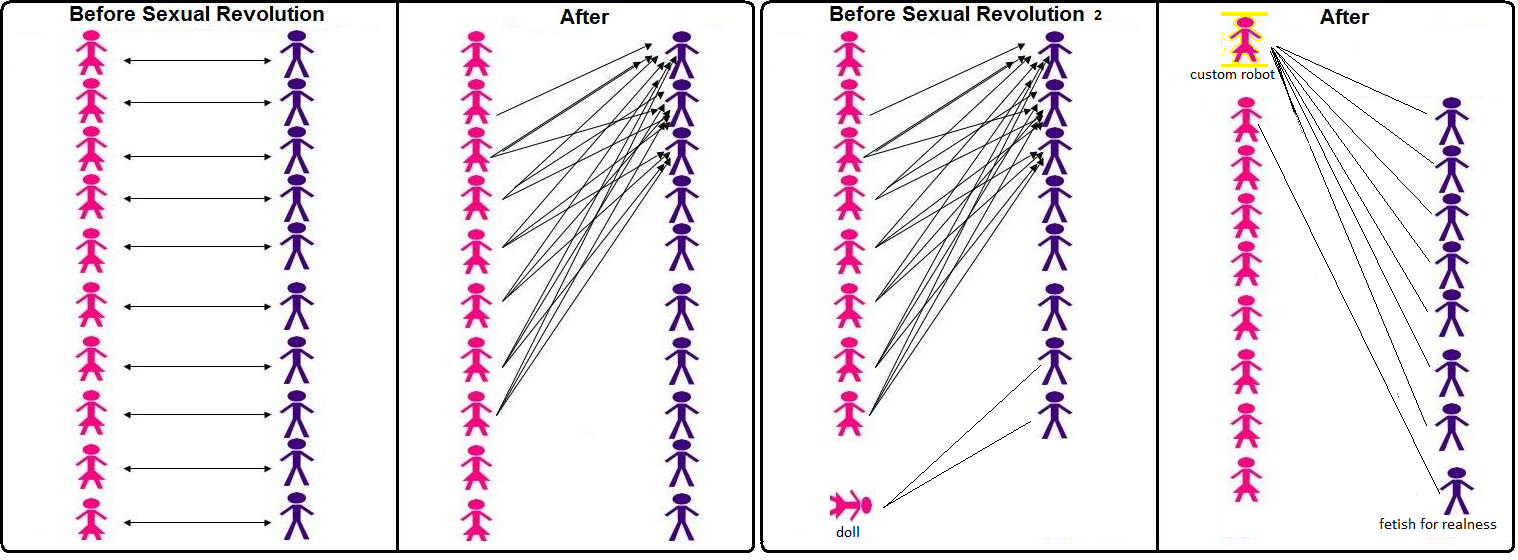 Before Sexual Revolution
After
Before Sexual Revolution 2
After
custom robot
doll
fetish for realness